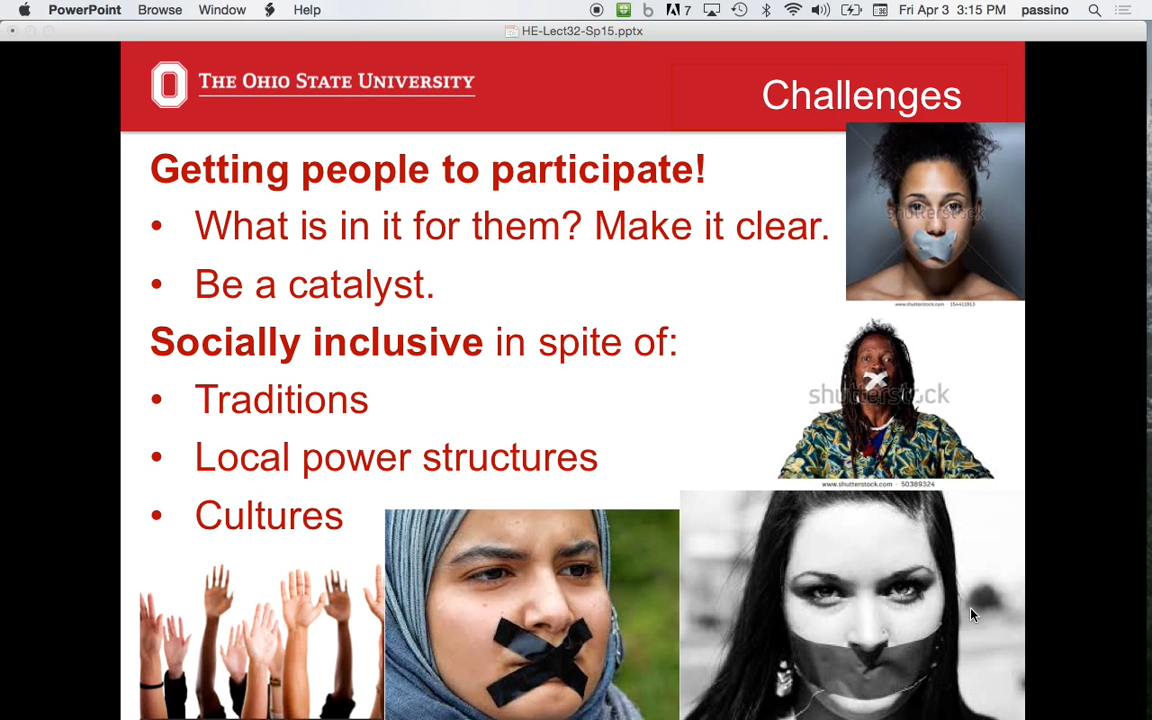 PowerPoint Browse Window Help 7 Fri Apr 3 3:15 PM passino
HE-Lect32-Sp15.pptx
THE OHIO STATE UNIVERSITY
Challenges
Getting people to participate!
• What is in it for them? Make it clear.
• Be a catalyst.
Socially inclusive in spite of:
• Traditions
• Local power structures
• Cultures
shutterstock
www.shutterstock.com · 154411913
shutterstock
www.shutterstock.com · 50389324